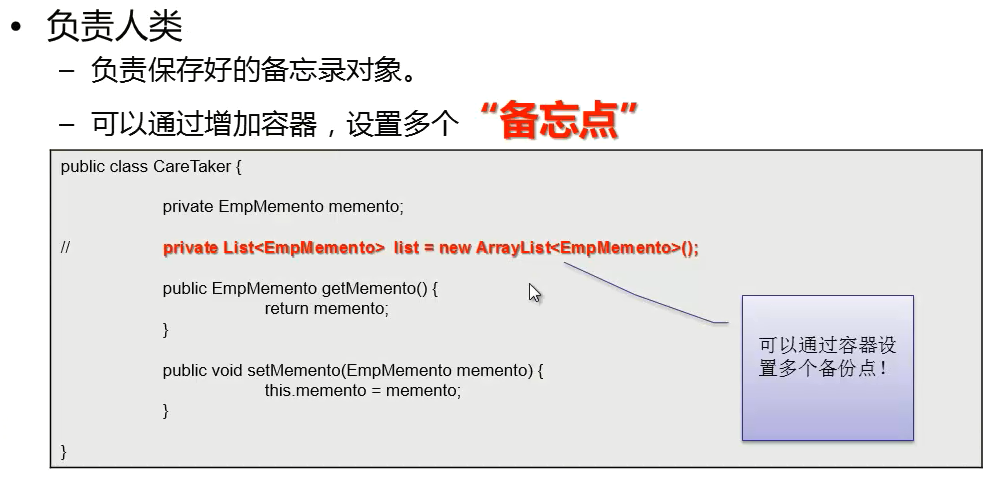 • 负责人类
– 负责保存好的备忘录对象。
– 可以通过增加容器，设置多个 “备忘点”
public class CareTaker {
private EmpMemento memento;
// private List<EmpMemento> list = new ArrayList<EmpMemento>();
public EmpMemento getMemento() {
return memento;
}
public void setMemento(EmpMemento memento) {
this.memento = memento;
}
}
可以通过容器设
置多个备份点！